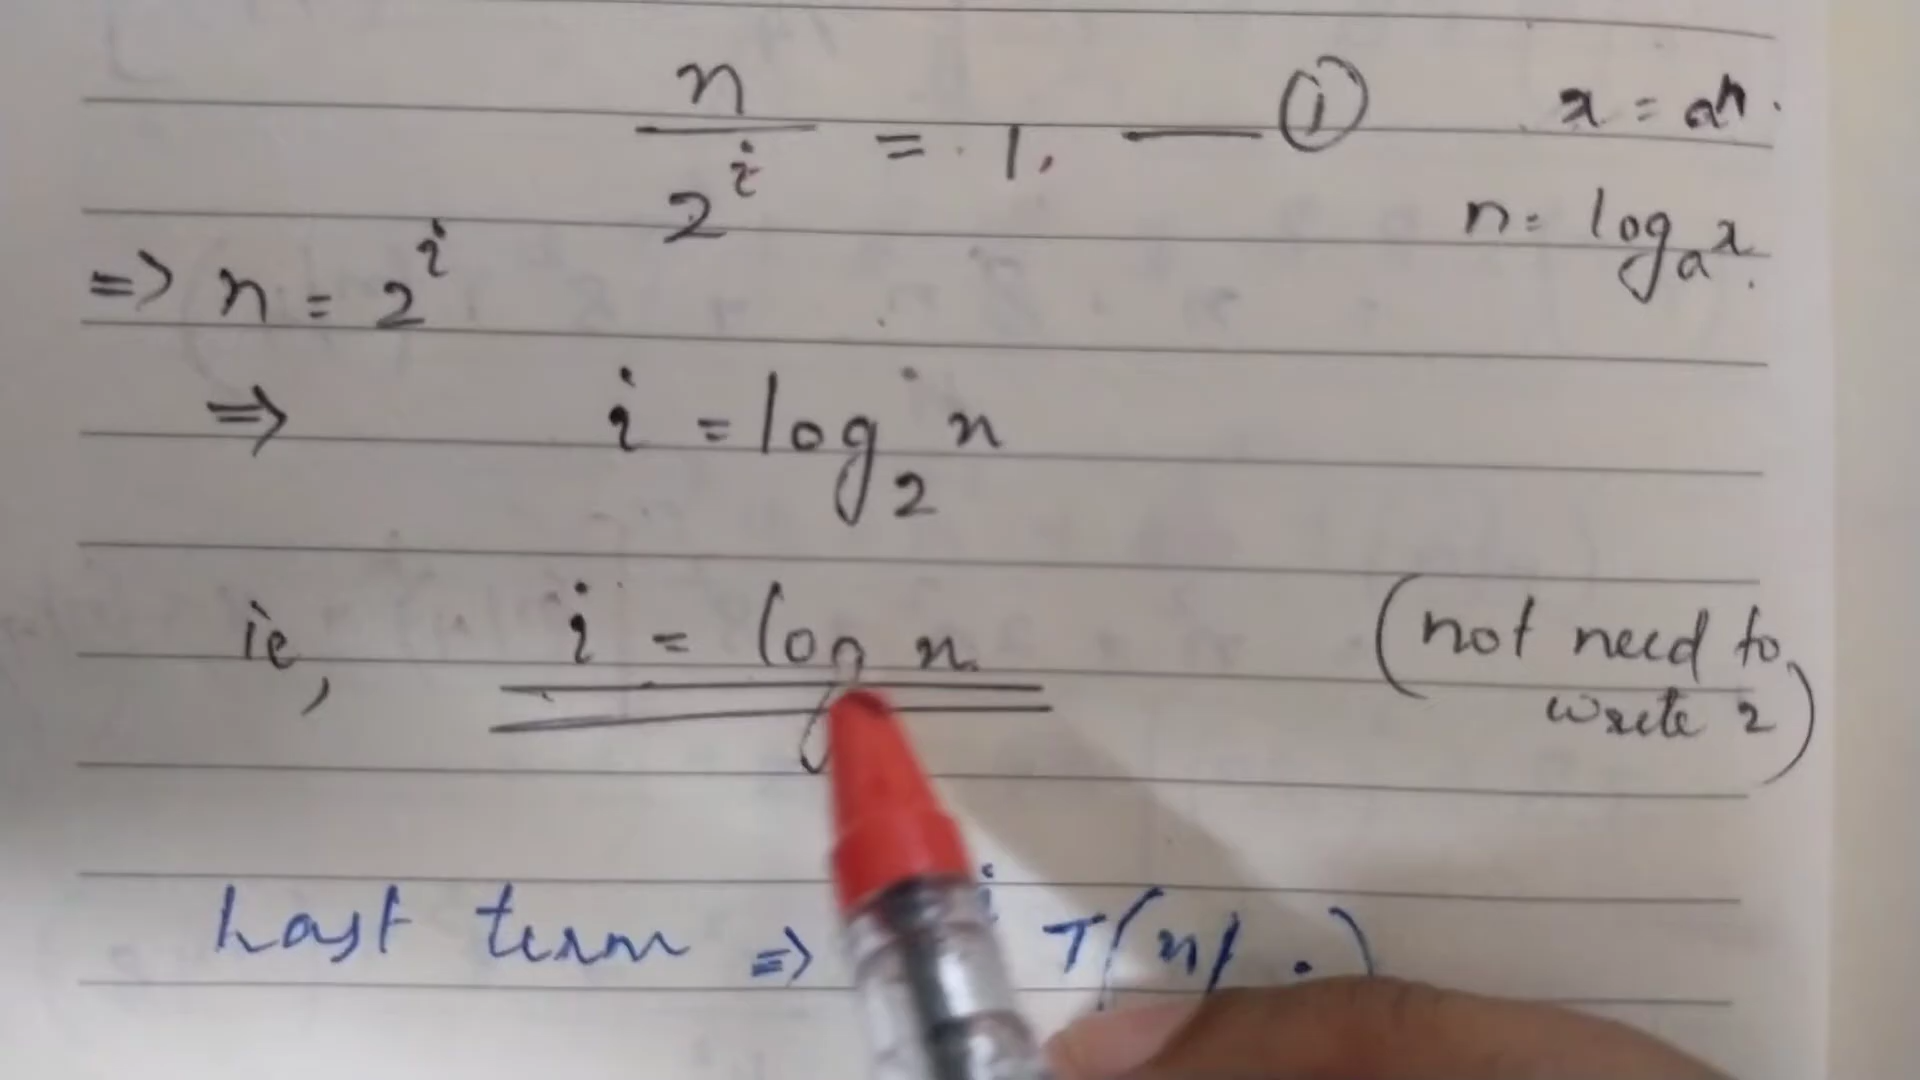 n/2^i = 1. — ①
x = a^n.
n = log_a x.
=> n = 2^i
=> i = log_2 n
ie, i = log n
(not need to write 2)
Last term => i T(n/